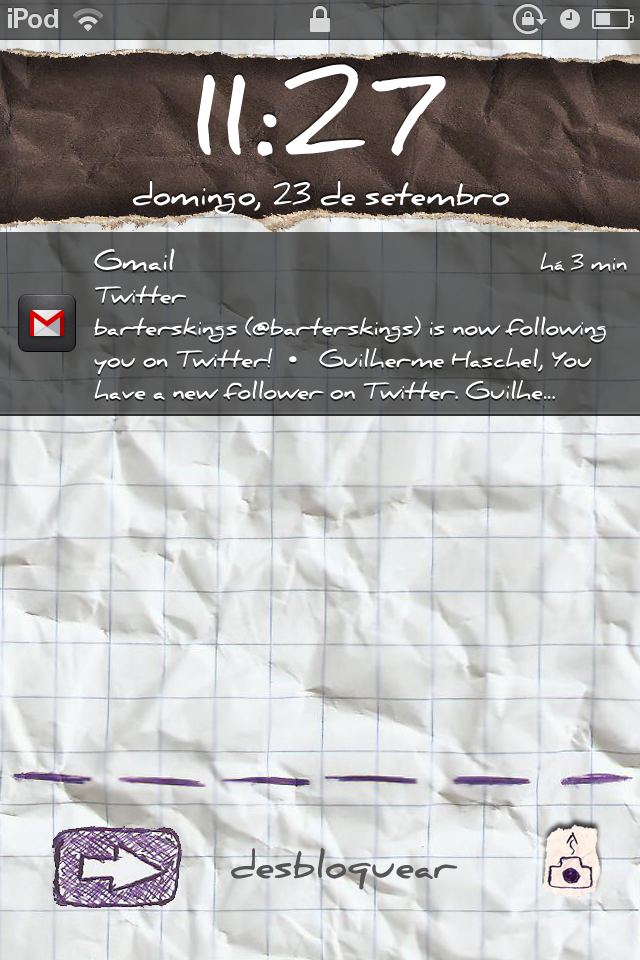 iPod
11:27
domingo, 23 de setembro
Gmail há 3 min
Twitter
barterskings (@barterskings) is now following
you on Twitter! • Guilherme Haschel, You
have a new follower on Twitter. Guilhe...
desbloquear